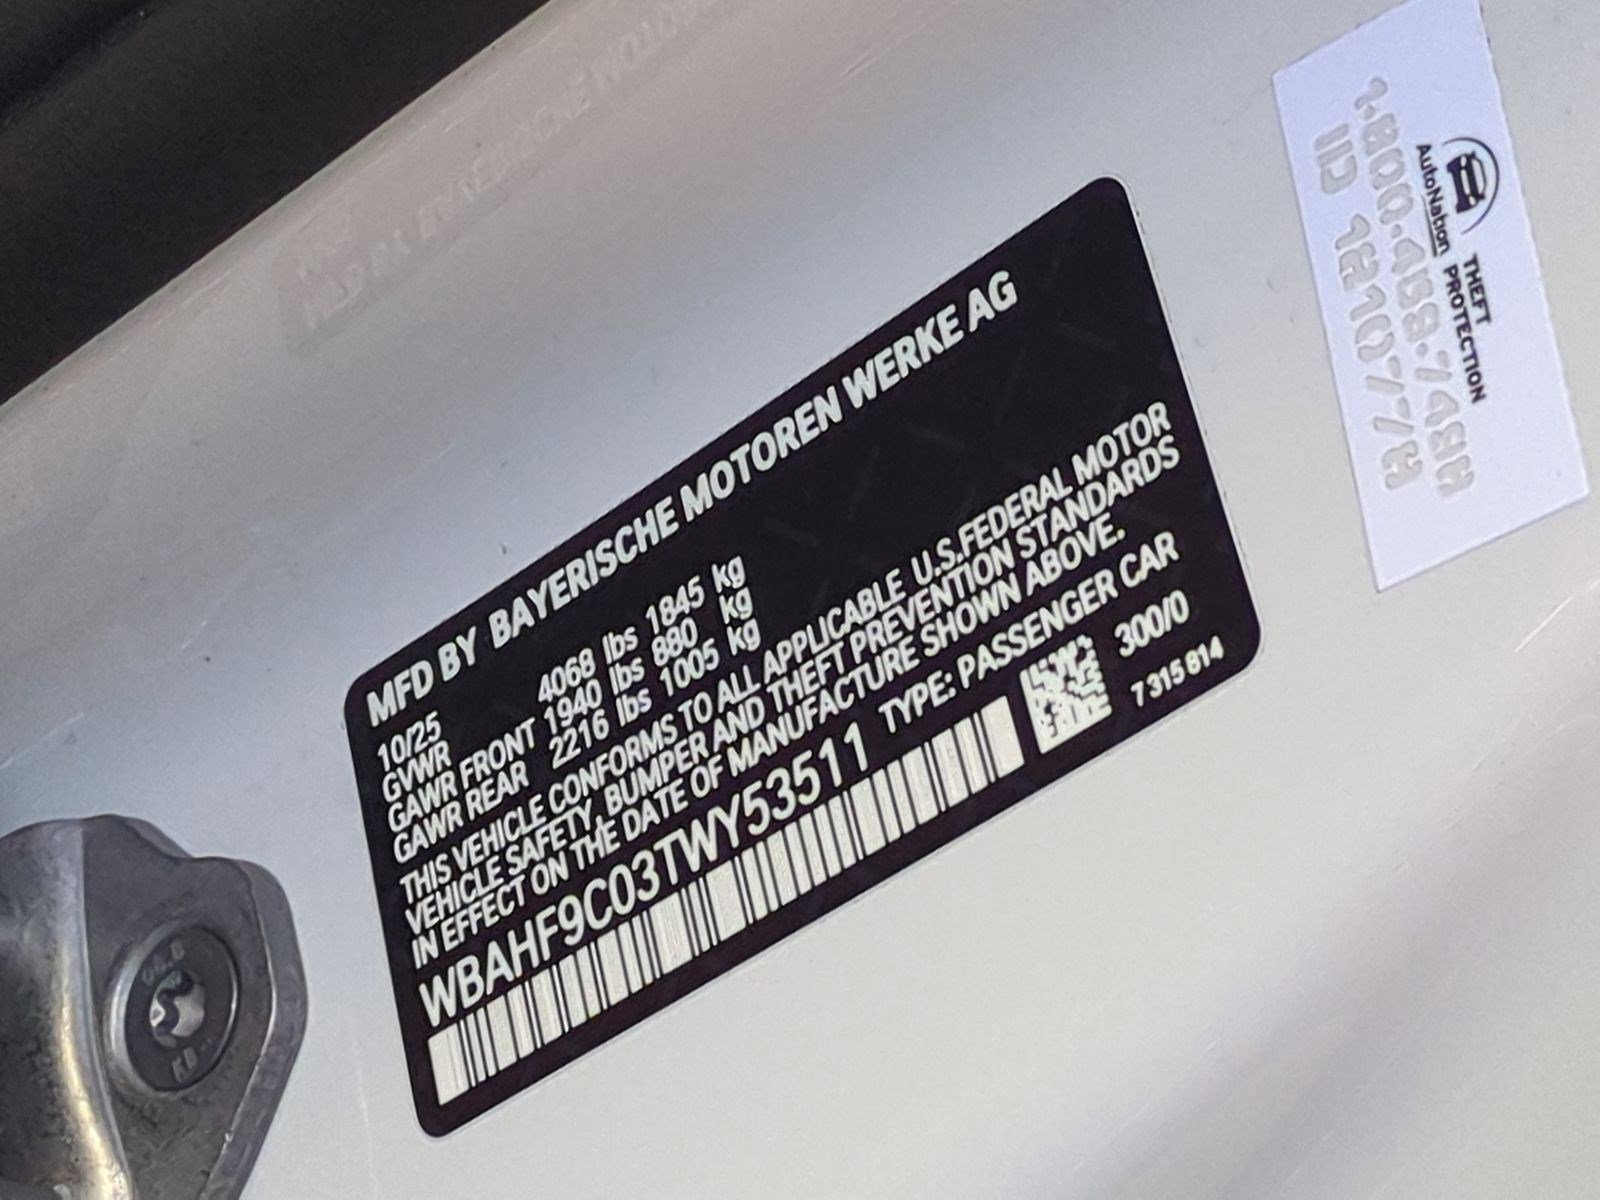 MFD BY BAYERISCHE MOTOREN WERKE AG
10/25
GVWR 4068 lbs 1845 kg
GAWR FRONT 1940 lbs 880 kg
GAWR REAR 2216 lbs 1005 kg
THIS VEHICLE CONFORMS TO ALL APPLICABLE U.S.FEDERAL MOTOR
VEHICLE SAFETY, BUMPER AND THEFT PREVENTION STANDARDS
IN EFFECT ON THE DATE OF MANUFACTURE SHOWN ABOVE.
WBAHF9C03TWY53511 TYPE: PASSENGER CAR
300/0
7 315 814
AutoNation
THEFT
PROTECTION
ID